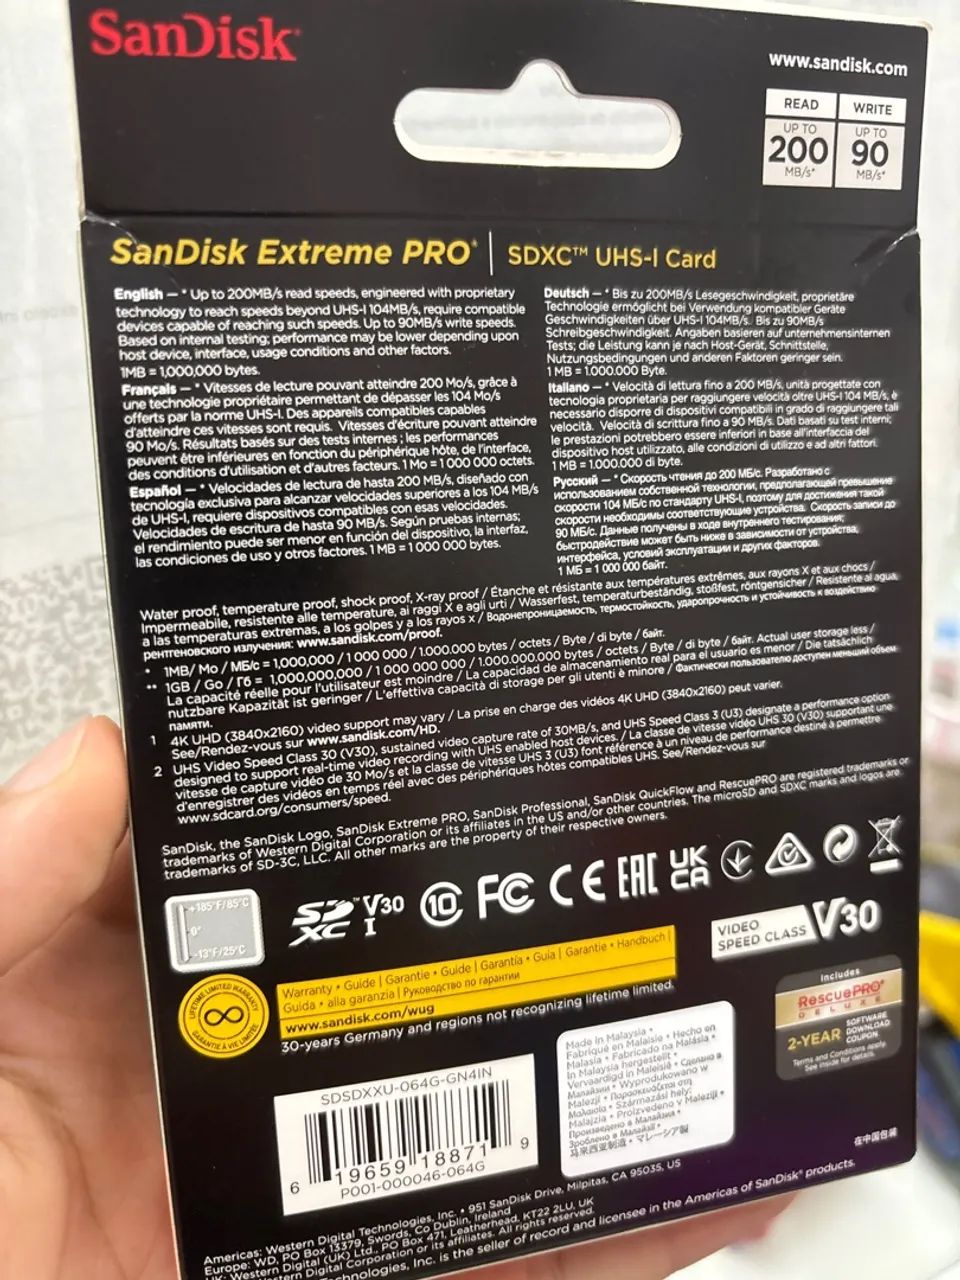 SanDisk®
www.sandisk.com
READ
UP TO
200
MB/s*
WRITE
UP TO
90
MB/s*
SanDisk Extreme PRO® | SDXC™ UHS-I Card
English — * Up to 200MB/s read speeds, engineered with proprietary
technology to reach speeds beyond UHS-I 104MB/s, require compatible
devices capable of reaching such speeds. Up to 90MB/s write speeds.
Based on internal testing; performance may be lower depending upon
host device, interface, usage conditions and other factors.
1MB = 1,000,000 bytes.
Français — * Vitesses de lecture pouvant atteindre 200 Mo/s, grâce à
une technologie propriétaire permettant de dépasser les 104 Mo/s
offerts par la norme UHS-I. Des appareils compatibles capables
d'atteindre ces vitesses sont requis. Vitesses d'écriture pouvant atteindre
90 Mo/s. Résultats basés sur des tests internes ; les performances
peuvent être inférieures en fonction du périphérique hôte, de l'interface,
des conditions d'utilisation et d'autres facteurs. 1 Mo = 1 000 000 octets.
Español — * Velocidades de lectura de hasta 200 MB/s, diseñado con
tecnología exclusiva para alcanzar velocidades superiores a los 104 MB/s
de UHS-I, requiere dispositivos compatibles con esas velocidades.
Velocidades de escritura de hasta 90 MB/s. Según pruebas internas;
el rendimiento puede ser menor en función del dispositivo, la interfaz,
las condiciones de uso y otros factores. 1 MB = 1 000 000 bytes.
Deutsch — * Bis zu 200MB/s Lesegeschwindigkeit, proprietäre
Technologie ermöglicht bei Verwendung kompatibler Geräte
Geschwindigkeiten über UHS-I 104MB/s. Bis zu 90MB/s
Schreibgeschwindigkeit. Angaben basieren auf unternehmensinternen
Tests; die Leistung kann je nach Host-Gerät, Schnittstelle,
Nutzungsbedingungen und anderen Faktoren geringer sein.
1 MB = 1.000.000 Byte.
Italiano — * Velocità di lettura fino a 200 MB/s, unità progettate con
tecnologia proprietaria per raggiungere velocità oltre UHS-I 104 MB/s, è
necessario disporre di dispositivi compatibili in grado di raggiungere tali
velocità. Velocità di scrittura fino a 90 MB/s. Dati basati su test interni;
le prestazioni potrebbero essere inferiori in base all'interfaccia del
dispositivo host utilizzato, alle condizioni di utilizzo e ad altri fattori.
1 MB = 1.000.000 di byte.
Русский — * Скорость чтения до 200 МБ/с. Разработано с
использованием собственной технологии, предполагающей превышение
скорости 104 МБ/с по стандарту UHS-I, поэтому для достижения такой
скорости необходимы соответствующие устройства. Скорость записи до
90 МБ/с. Данные получены в ходе внутреннего тестирования;
быстродействие может быть ниже в зависимости от устройства,
интерфейса, условий эксплуатации и других факторов.
1 МБ = 1 000 000 байт.
Water proof, temperature proof, shock proof, X-ray proof / Étanche et résistante aux températures extrêmes, aux rayons X et aux chocs /
Impermeabile, resistente alle temperature, ai raggi X e agli urti / Wasserfest, temperaturbeständig, stoßfest, röntgensicher / Resistente al agua,
a las temperaturas extremas, a los golpes y a los rayos x / Водонепроницаемость, термостойкость, ударопрочность и устойчивость к воздействию
рентгеновского излучения: www.sandisk.com/proof.
* 1MB/ Mo / МБ/с = 1,000,000 / 1 000 000 / 1.000.000 bytes / octets / Byte / di byte / байт.
** 1GB / Go / Гб = 1,000,000,000 / 1 000 000 000 / 1.000.000.000 bytes / octets / Byte / di byte / байт. Actual user storage less /
La capacité réelle pour l'utilisateur est moindre / La capacidad de almacenamiento real para el usuario es menor / Die tatsächlich
nutzbare Kapazität ist geringer / L'effettiva capacità di storage per gli utenti è minore / Фактически пользователю доступен меньший объем
памяти.
1 4K UHD (3840x2160) video support may vary / La prise en charge des vidéos 4K UHD (3840x2160) peut varier.
See/Rendez-vous sur www.sandisk.com/HD.
2 UHS Video Speed Class 30 (V30), sustained video capture rate of 30MB/s, and UHS Speed Class 3 (U3) designate a performance option
designed to support real-time video recording with UHS enabled host devices. / La classe de vitesse vidéo UHS 30 (V30) supportant une
vitesse de capture vidéo de 30 Mo/s et la classe de vitesse UHS 3 (U3) font référence à un niveau de performance destiné à permettre
d'enregistrer des vidéos en temps réel avec des périphériques hôtes compatibles UHS. See/Rendez-vous sur
www.sdcard.org/consumers/speed.
SanDisk, the SanDisk Logo, SanDisk Extreme PRO, SanDisk Professional, SanDisk QuickFlow and RescuePRO are registered trademarks or
trademarks of Western Digital Corporation or its affiliates in the US and/or other countries. The microSD and SDXC marks and logos are
trademarks of SD-3C, LLC. All other marks are the property of their respective owners.
+185°F/85°C
0°
-13°F/25°C
SD XC I ™ V30 10 FC CE EAC UK CA
VIDEO
SPEED CLASS V30
LIFETIME LIMITED WARRANTY
GARANTIE À VIE LIMITÉE
Warranty • Guide | Garantie • Guide | Garantía • Guía | Garantie • Handbuch |
Guida • alla garanzia | Руководство по гарантии
www.sandisk.com/wug
30-years Germany and regions not recognizing lifetime limited.
Includes
RescuePRO®
DELUXE
2-YEAR SOFTWARE DOWNLOAD COUPON.
Terms and Conditions apply.
See inside for details.
SDSDXXU-064G-GN4IN
6 19659 18871 9
P001-000046-064G
Made in Malaysia •
Fabriqué en Malaisie • Hecho en
Malasia • Fabricado na Malásia •
In Malaysia hergestellt •
Vervaardigd in Maleisië • Сделано в
Малайзии • Wyprodukowano w
Malezji • Παρασκευάζεται στη
Μαλαισία • Származási hely:
Malajzia • Proizvedeno v Maleziji •
Произведено в Малайзия •
Зроблено в Малайзії •
马来西亚制造 • マレーシア製
在中国包装
Americas: Western Digital Technologies, Inc. • 951 SanDisk Drive, Milpitas, CA 95035, US
Europe: WD, PO Box 13379, Swords, Co Dublin, Ireland
UK: Western Digital (UK) Ltd., PO Box 471, Leatherhead, KT22 2LU, UK
Western Digital Corporation or its affiliates. All rights reserved.
Technologies, Inc. is the seller of record and licensee in the Americas of SanDisk® products.